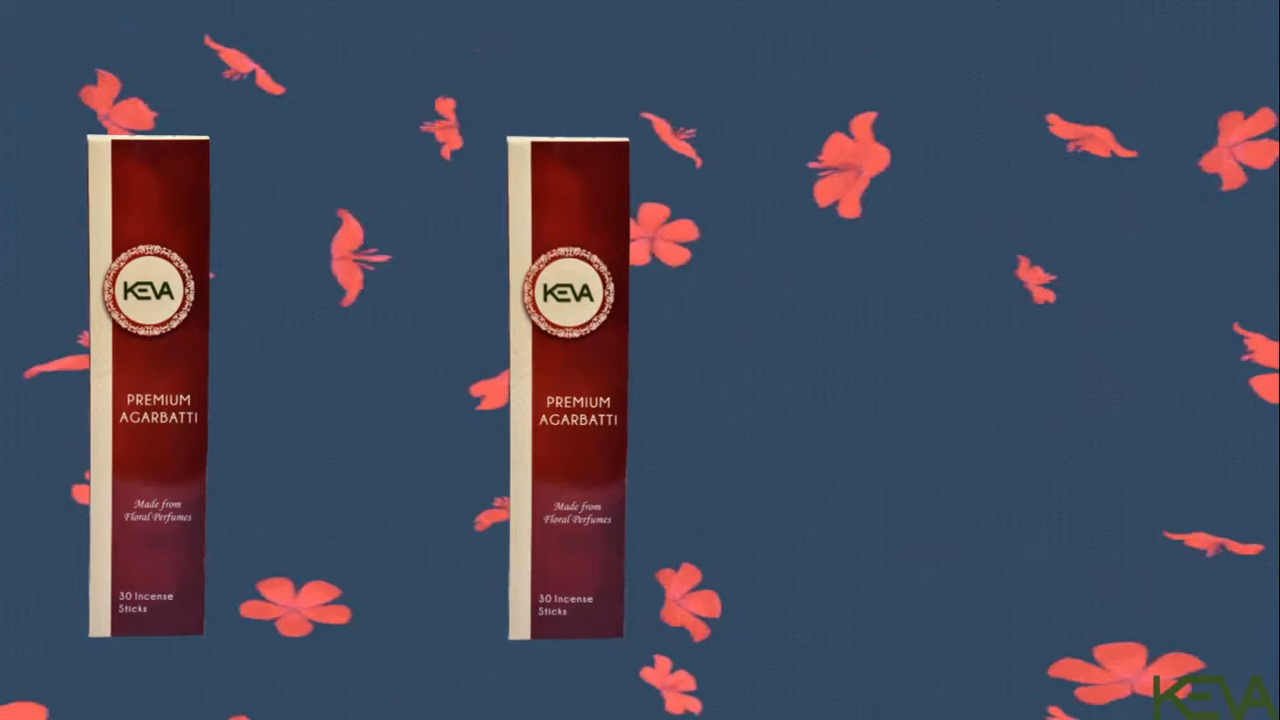 KEVA
PREMIUM
AGARBATTI
Made from
Floral Perfumes
30 Incense
Sticks
KEVA
PREMIUM
AGARBATTI
Made from
Floral Perfumes
30 Incense
Sticks
KEVA